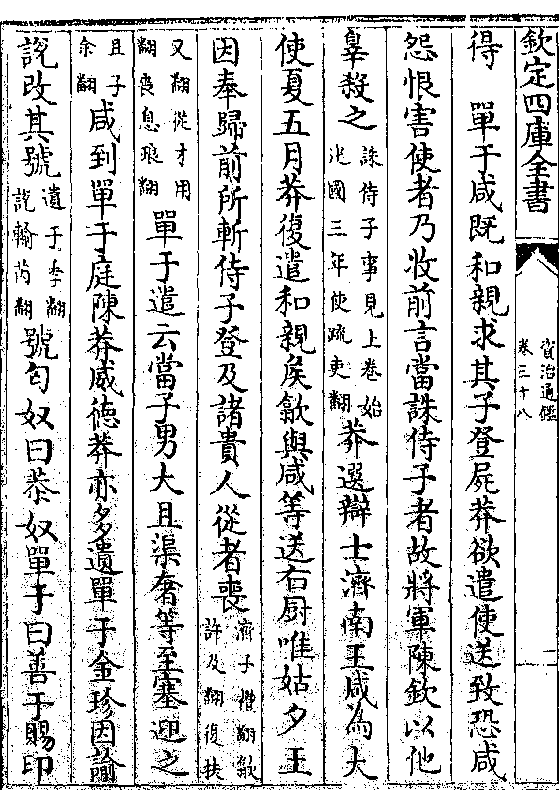 欽定四庫全書
資治通鑑
卷三十八
得 單于咸既和親求其子登屍莽欲遣使送致恐咸
怨恨害使者乃收前言當誅侍子者故將軍陳欽以他
辠殺之誅侍子事見上卷始建國三年使疏吏翻莽選辯士濟南王咸為大
使夏五月莽復遣和親侯歙與咸等送右厨唯姑夕王
因奉歸前所斬侍子登及諸貴人從者喪濟子禮翻歙許及翻復扶
又翻從才用翻喪息琅翻單于遣云當子男大且渠奢等至塞迎之
且子余翻咸到單于庭陳莽威德莽亦多遺單于金珍因諭
說改其號遺于季翻說輸芮翻號匈奴曰恭奴單于曰善于賜印